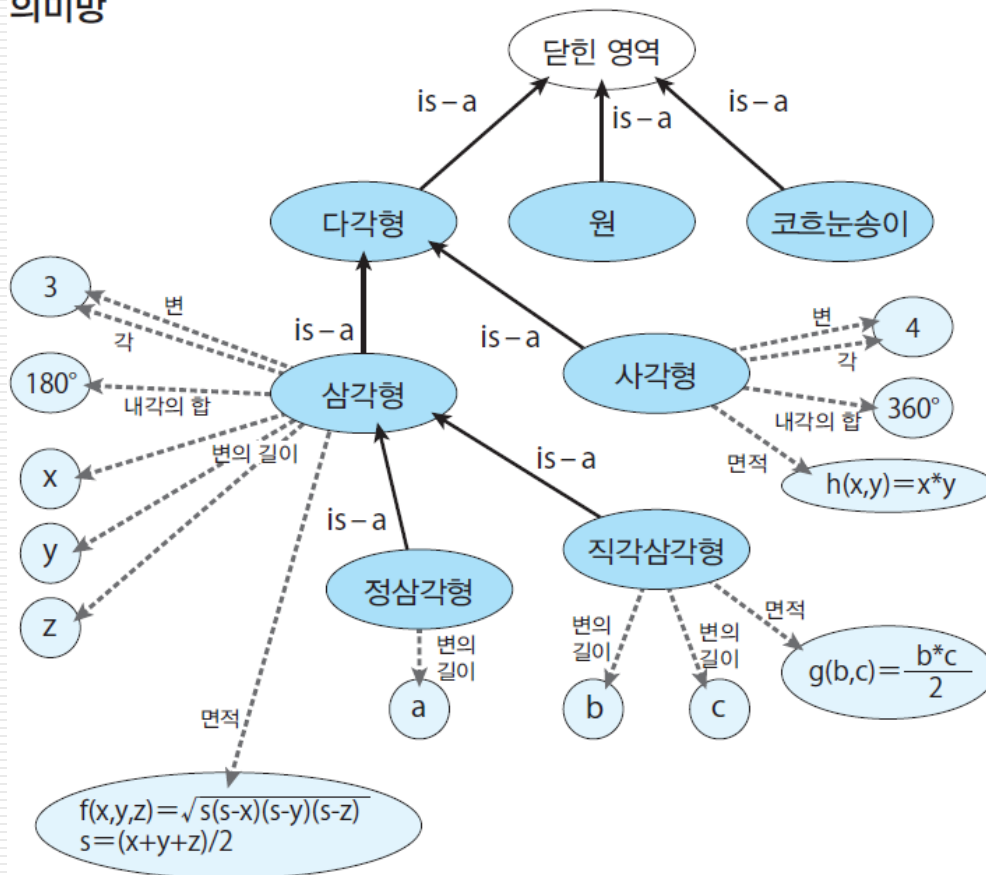 의미망
닫힌 영역
is–a
is–a
is–a
다각형
원
코흐눈송이
3
변
각
is–a
is–a
변
4
각
180°
내각의 합
삼각형
사각형
내각의 합
360°
변의 길이
is–a
면적
h(x,y)=x*y
x
y
z
is–a
정삼각형
직각삼각형
변의
길이
변의
길이
변의
길이
면적
g(b,c)=b*c/2
a
b
c
면적
f(x,y,z)=√s(s-x)(s-y)(s-z)
s=(x+y+z)/2